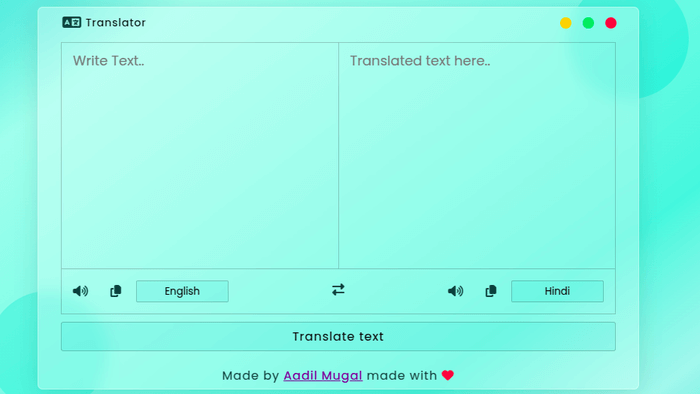 Translator
Write Text..
Translated text here..
English
Hindi
Translate text
Made by Aadil Mugal made with